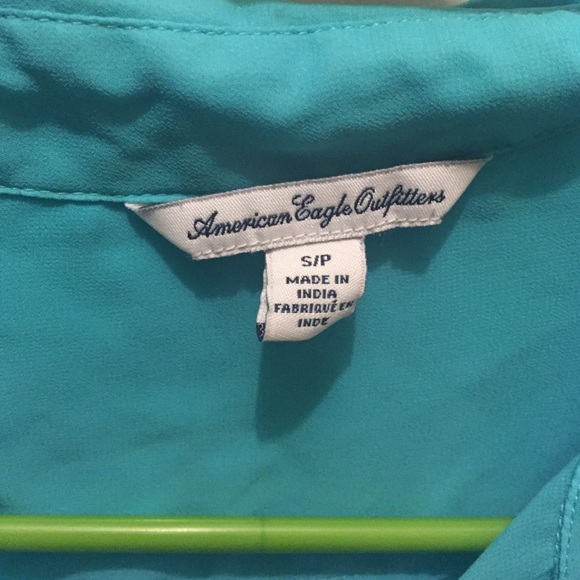 American Eagle Outfitters
S/P
MADE IN
INDIA
FABRIQUÉ EN
INDE